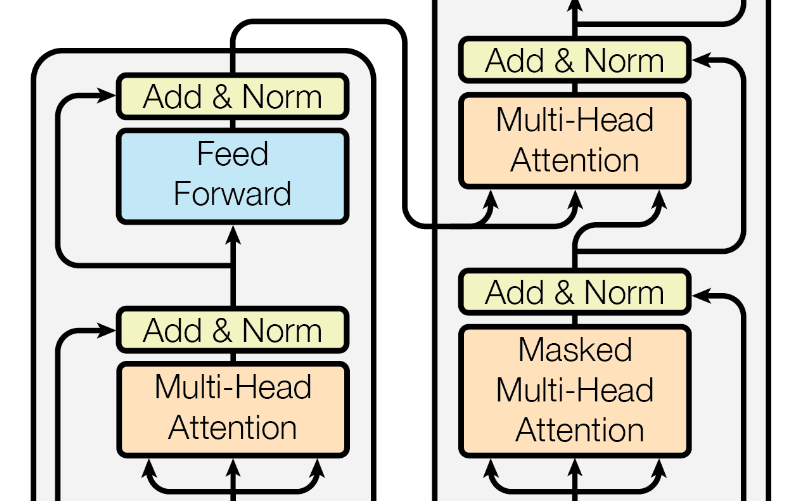 Add & Norm
Feed
Forward
Add & Norm
Multi-Head
Attention
Add & Norm
Multi-Head
Attention
Add & Norm
Masked
Multi-Head
Attention